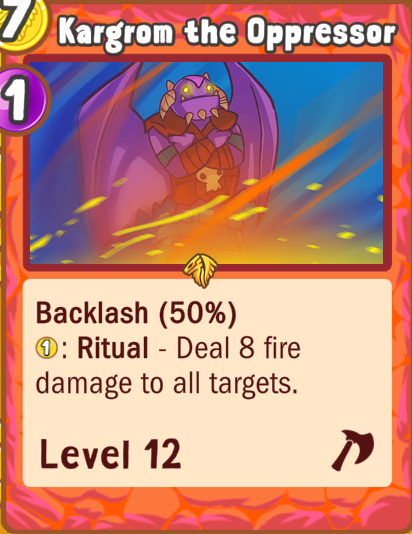 7
Kargrom the Oppressor
1
Backlash (50%)
1: Ritual - Deal 8 fire
damage to all targets.
Level 12